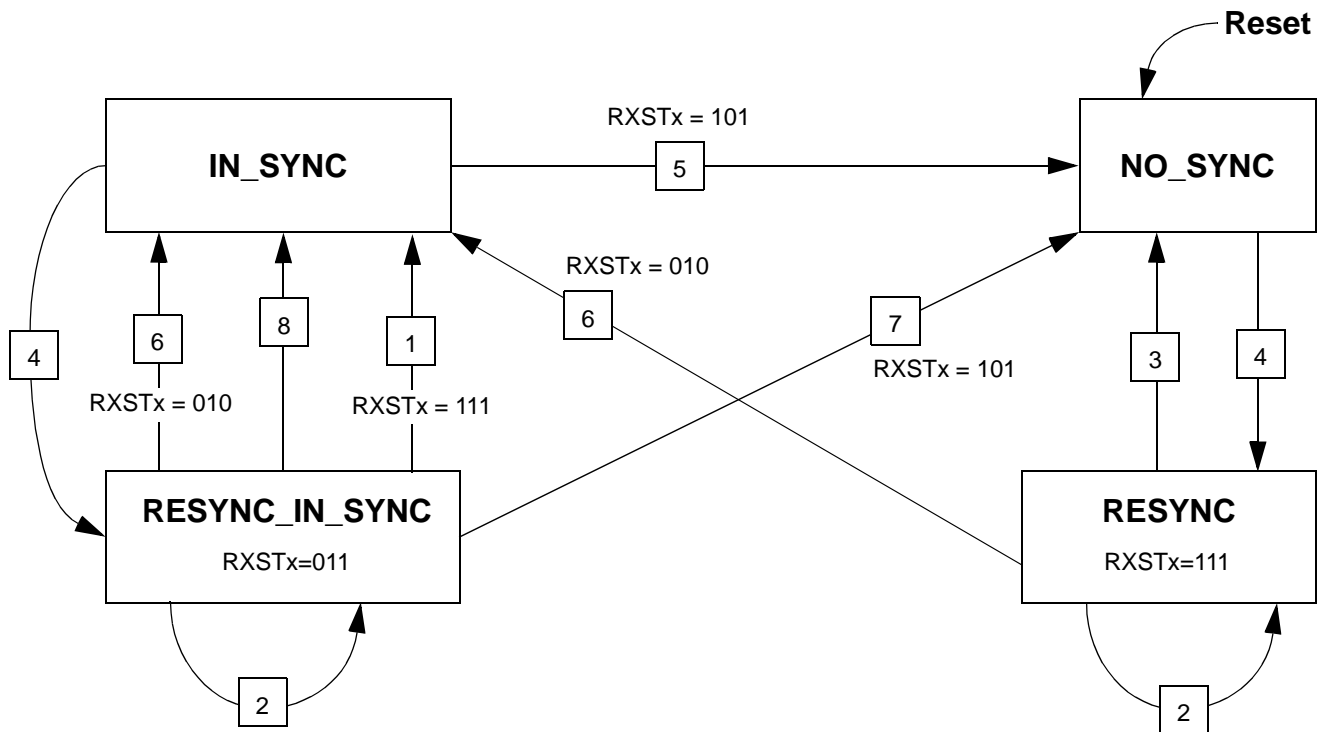 Reset
IN_SYNC
RXSTx = 101
5
NO_SYNC
RXSTx = 010
6
7
RXSTx = 101
4
6
8
1
3
4
RXSTx = 010
RXSTx = 111
RESYNC_IN_SYNC
RXSTx=011
RESYNC
RXSTx=111
2
2